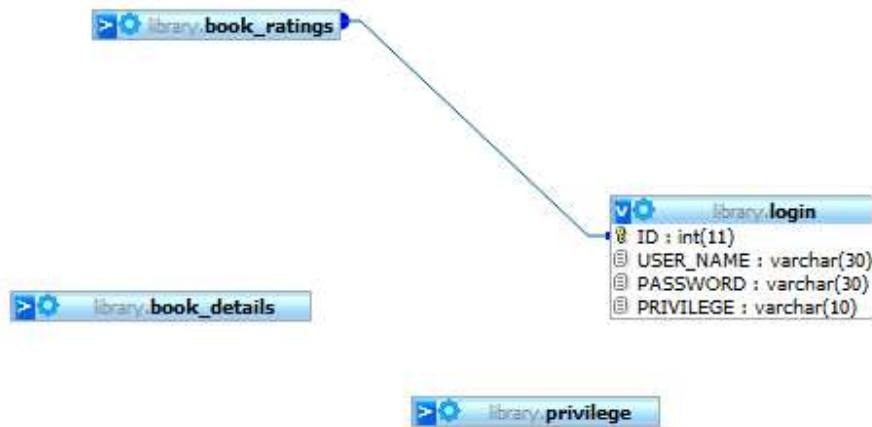 library.book_ratings
library.login
ID : int(11)
USER_NAME : varchar(30)
PASSWORD : varchar(30)
PRIVILEGE : varchar(10)
library.book_details
library.privilege